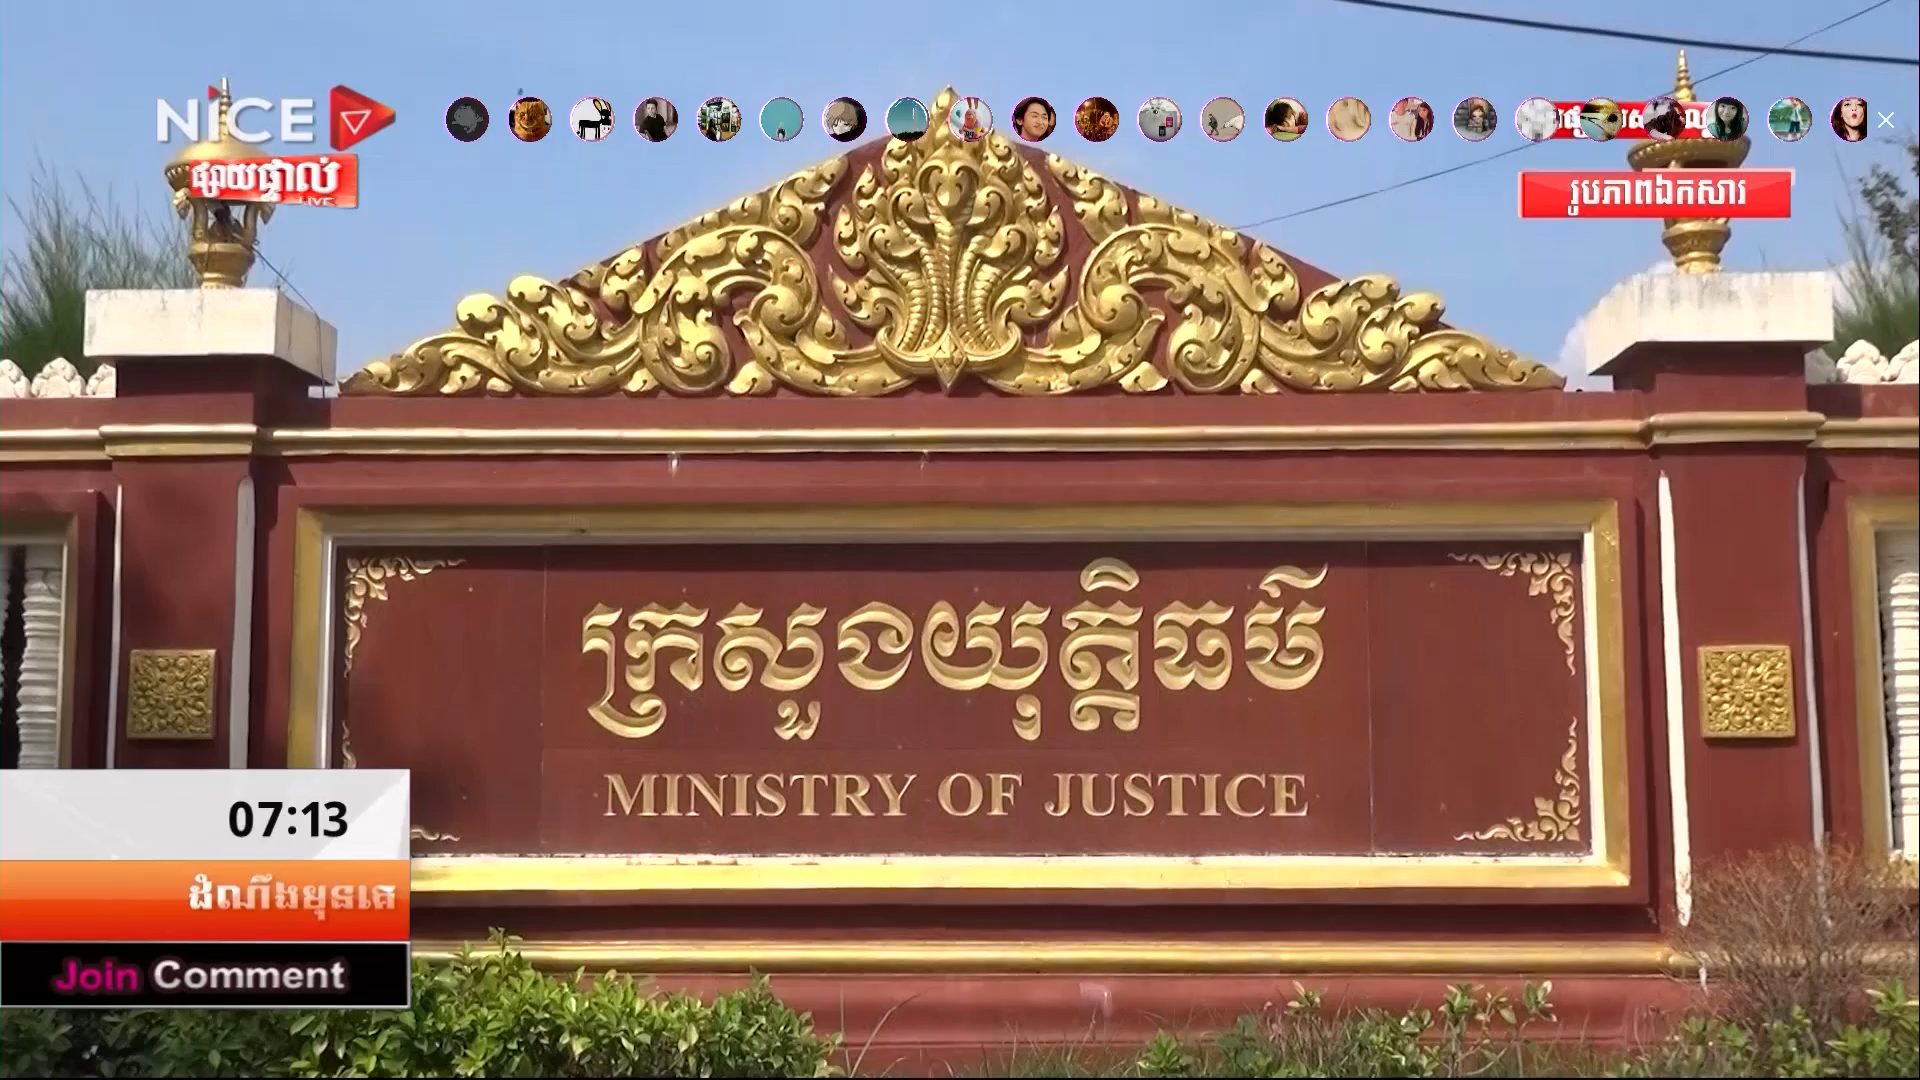 NiCE
ផ្សាយផ្ទាល់
LIVE
រូបភាពឯកសារ
ក្រសួងយុត្តិធម៌
MINISTRY OF JUSTICE
07:13
ដំណឹងមុនគេ
Join Comment